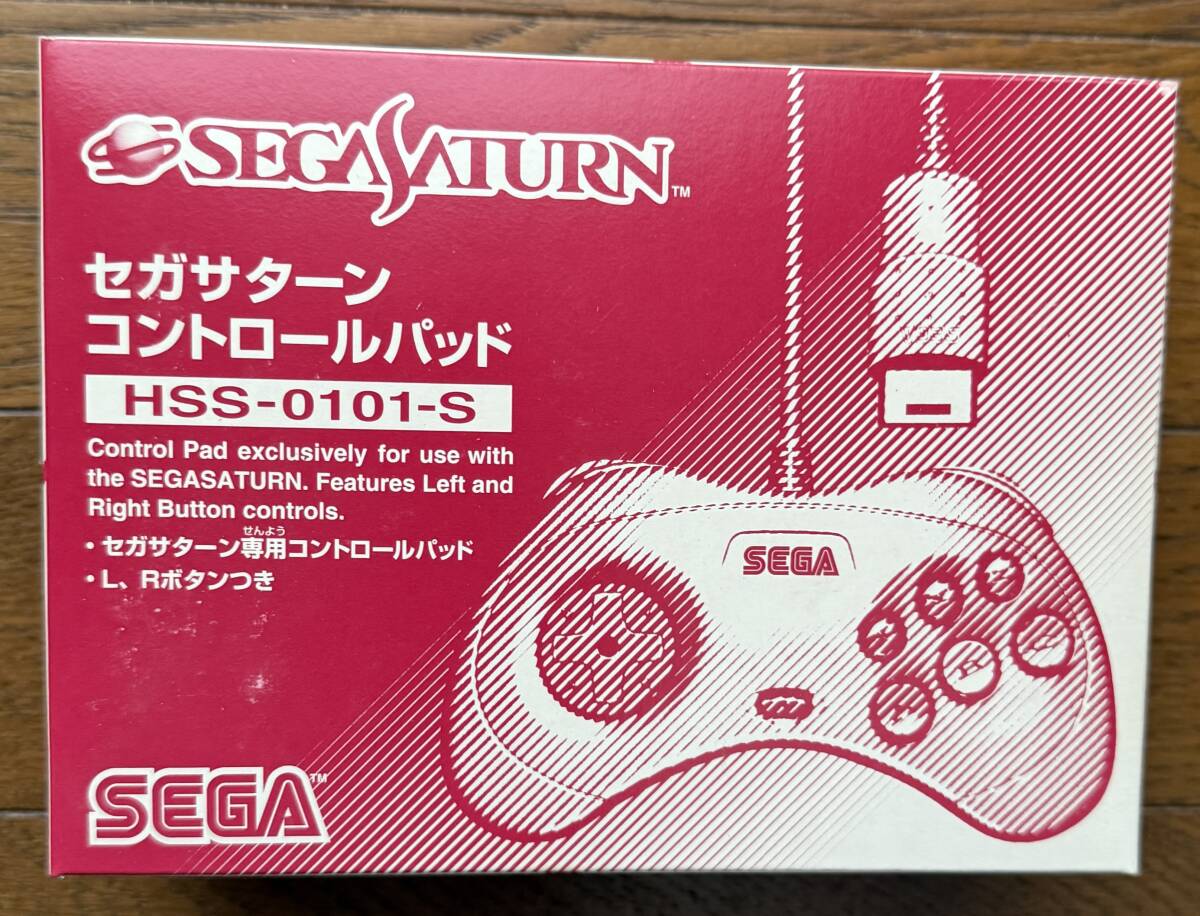 SEGASATURN™
セガサターン
コントロールパッド
HSS-0101-S
Control Pad exclusively for use with
the SEGASATURN. Features Left and
Right Button controls.
せんよう
・セガサターン専用コントロールパッド
・L、Rボタンつき
SEGA
X Y Z
A B C
SEGA™